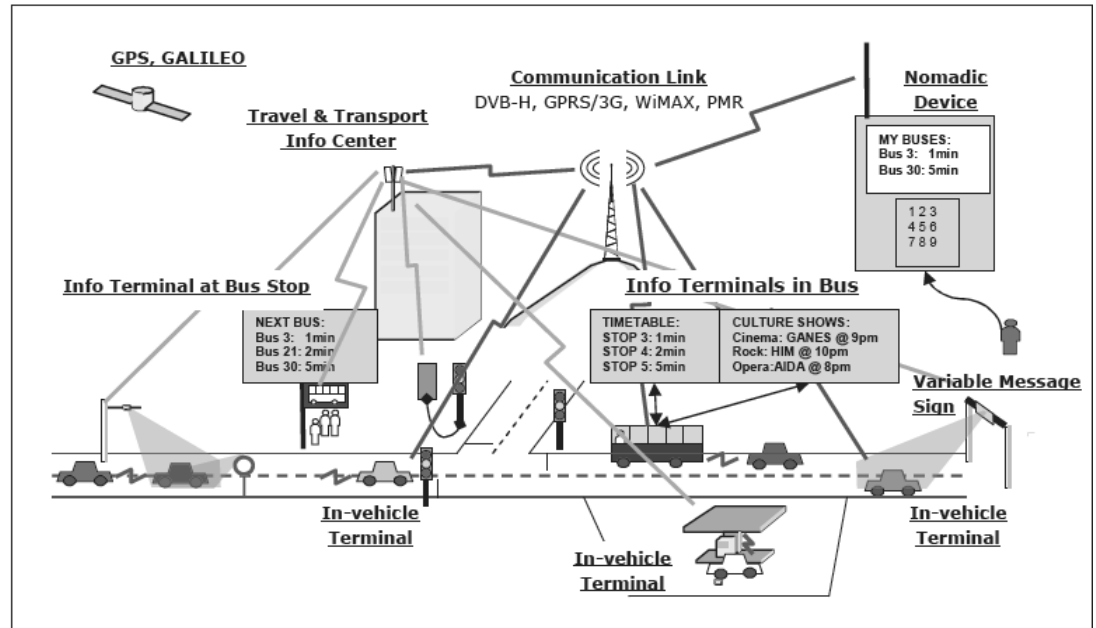 GPS, GALILEO
Communication Link
DVB-H, GPRS/3G, WiMAX, PMR
Nomadic
Device
Travel & Transport
Info Center
MY BUSES:
Bus 3: 1min
Bus 30: 5min
1 2 3
4 5 6
7 8 9
Info Terminal at Bus Stop
Info Terminals in Bus
NEXT BUS:
Bus 3: 1min
Bus 21: 2min
Bus 30: 5min
TIMETABLE:
STOP 3: 1min
STOP 4: 2min
STOP 5: 5min
CULTURE SHOWS:
Cinema: GANES @ 9pm
Rock: HIM @ 10pm
Opera:AIDA @ 8pm
Variable Message
Sign
In-vehicle
Terminal
In-vehicle
Terminal
In-vehicle
Terminal